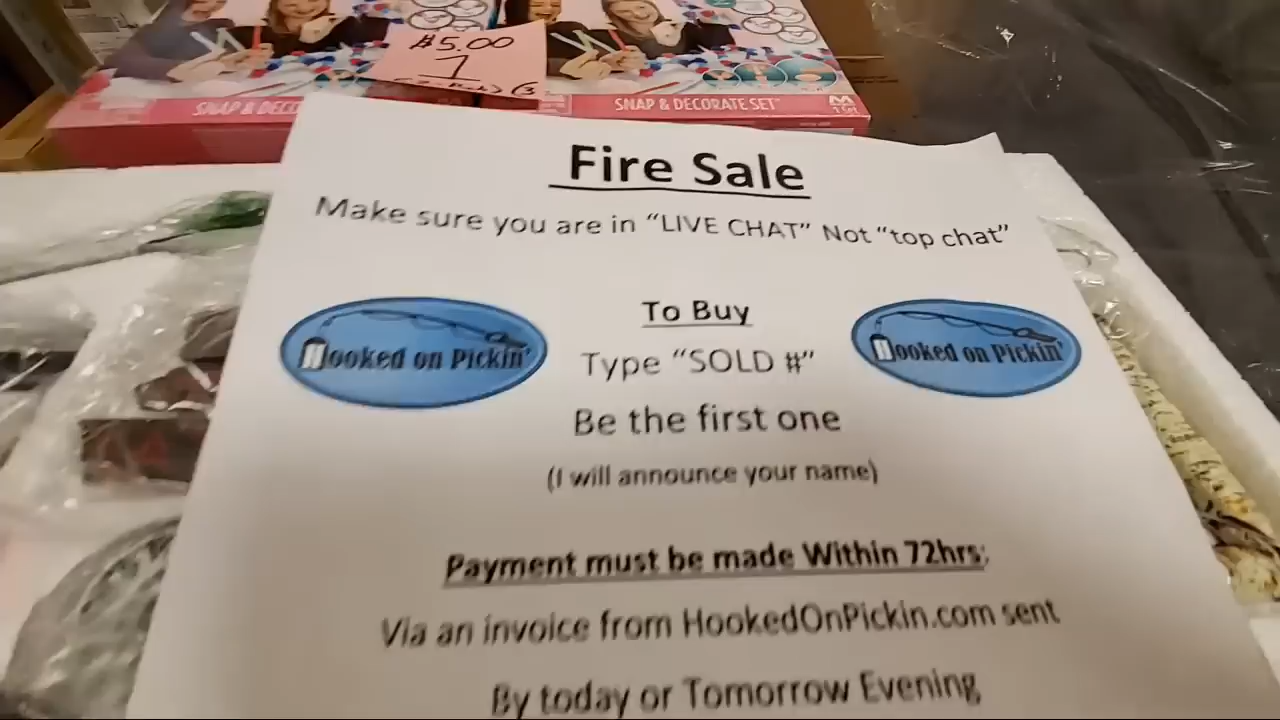 $5.00
1
SNAP & DECO
SNAP & DECORATE SET
Fire Sale
Make sure you are in “LIVE CHAT” Not “top chat”
To Buy
Hooked on Pickin'
Hooked on Pickin'
Type “SOLD #”
Be the first one
(I will announce your name)
Payment must be made Within 72hrs:
Via an invoice from HookedOnPickin.com sent
By today or Tomorrow Evening